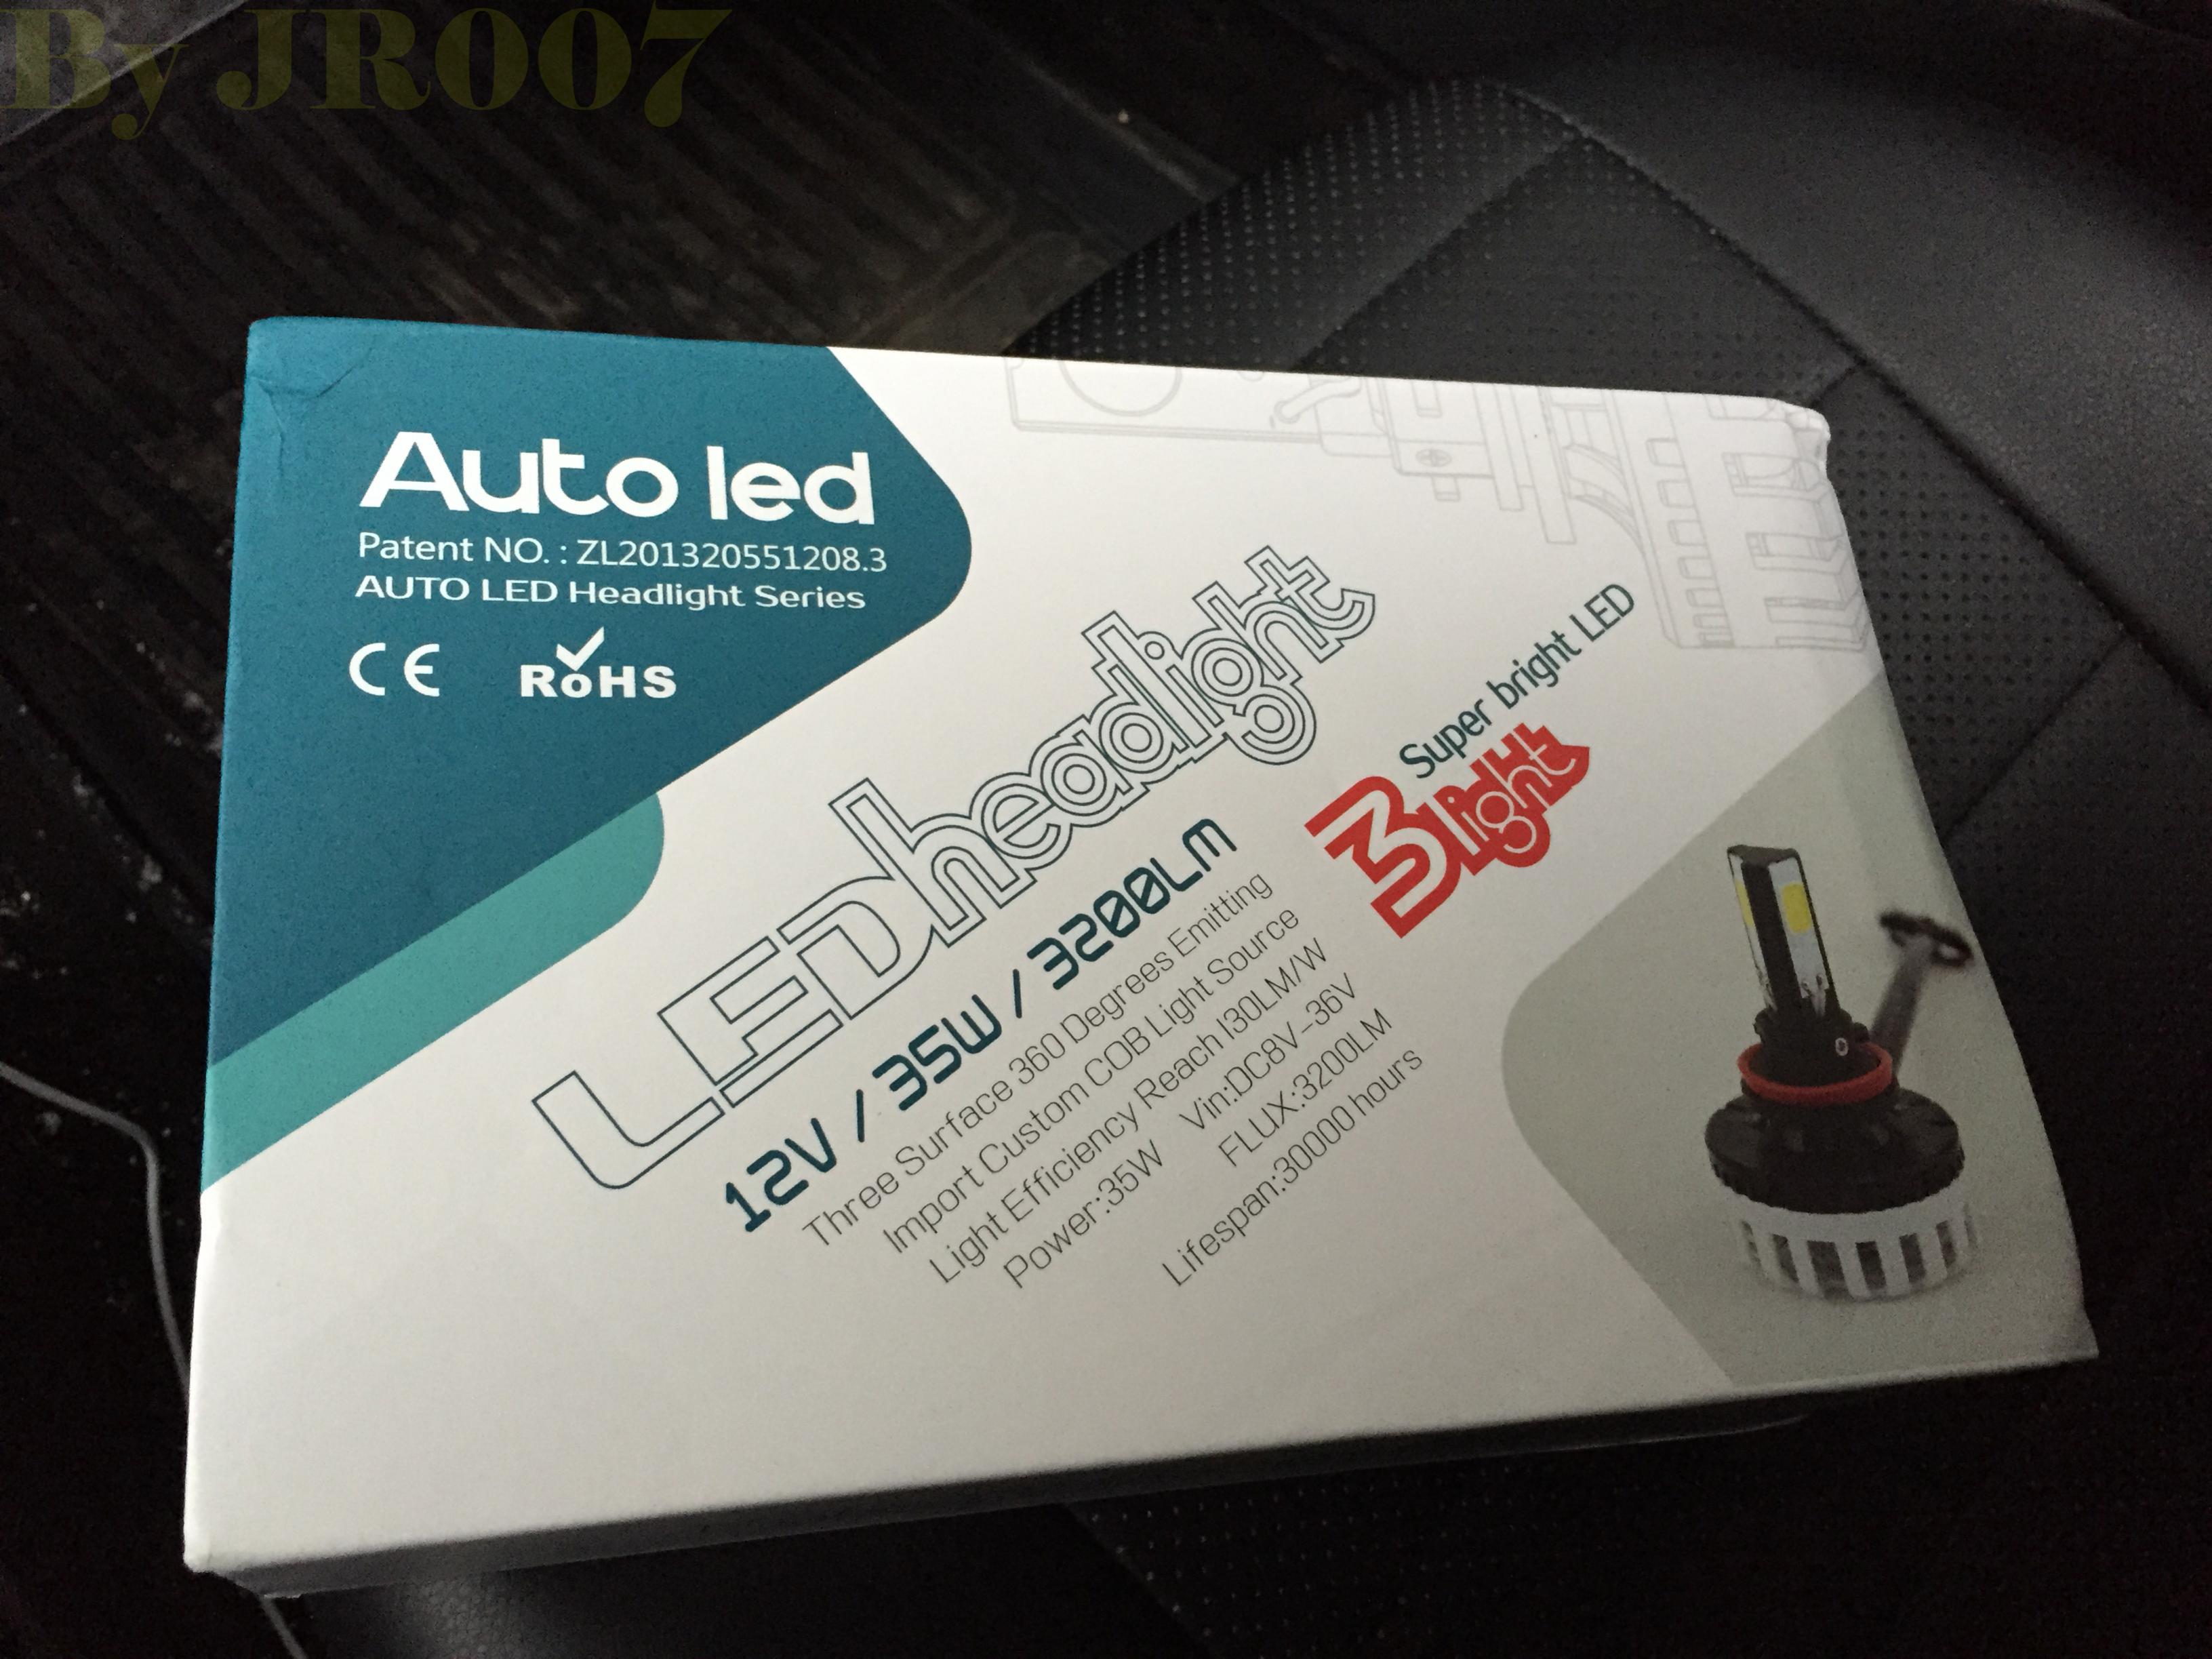 By JR007
Auto led
Patent NO. : ZL201320551208.3
AUTO LED Headlight Series
CE RoHS
LED headlight
Super bright LED
3Light
12V / 35W / 3200LM
Three Surface 360 Degrees Emitting
Import Custom COB Light Source
Light Efficiency Reach 130LM/W
Power:35W Vin:DC8V-36V
FLUX:3200LM
Lifespan:30000 hours